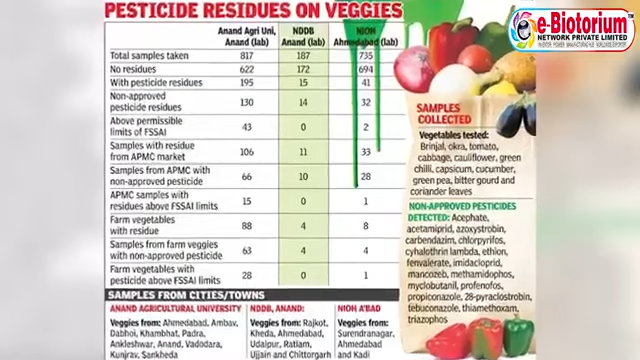 PESTICIDE RESIDUES ON VEGGIES
Anand Agri Uni, Anand (lab) NDDB Anand (lab) NIOH Ahmedabad (lab)
Total samples taken 817 187 735
No residues 622 172 694
With pesticide residues 195 15 41
Non-approved
pesticide residues 130 14 32
Above permissible
limits of FSSAI 43 0 2
Samples with residue
from APMC market 106 11 33
Samples from APMC with
non-approved pesticide 66 10 28
APMC samples with
residues above FSSAI limits 15 0 1
Farm vegetables
with residue 88 4 8
Samples from farm veggies
with non-approved pesticide 63 4 4
Farm vegetables with
pesticide above FSSAI limits 28 0 1
SAMPLES FROM CITIES/TOWNS
ANAND AGRICULTURAL UNIVERSITY
Veggies from: Ahmedabad, Ambav,
Dabhoi, Khambhat, Padra,
Ankleshwar, Anand, Vadodara,
Kunjrav, Sankheda
NDDB, ANAND:
Veggies from: Rajkot,
Kheda, Ahmedabad,
Udaipur, Ratlam,
Ujjain and Chittorgarh
NIOH A'BAD
Veggies from:
Surendranagar,
Ahmedabad
and Kadi
e-Biotorium
NETWORK PRIVATE LIMITED
SAMPLES
COLLECTED
Vegetables tested:
Brinjal, okra, tomato,
cabbage, cauliflower, green
chilli, capsicum, cucumber,
green pea, bitter gourd and
coriander leaves
NON-APPROVED PESTICIDES
DETECTED: Acephate,
acetamiprid, azoxystrobin,
carbendazim, chlorpyrifos,
cyhalothrin lambda, ethion,
fenvalerate, imidacloprid,
mancozeb, methamidophos,
myclobutanil, profenofos,
propiconazole, 28-pyraclostrobin,
tebuconazole, thiamethoxam,
triazophos